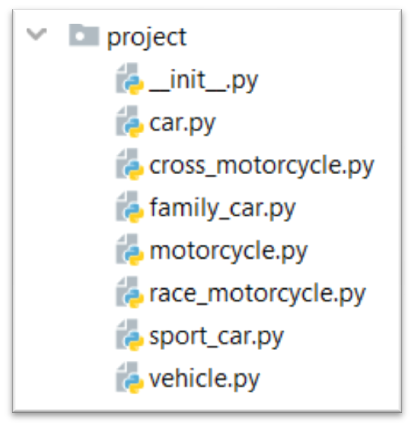 project
__init__.py
car.py
cross_motorcycle.py
family_car.py
motorcycle.py
race_motorcycle.py
sport_car.py
vehicle.py